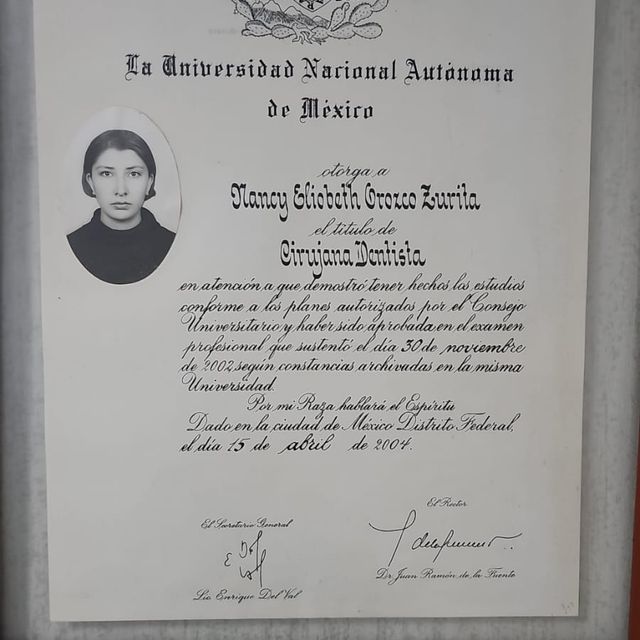 La Universidad Nacional Autónoma
de México
otorga a
Nancy Elisbeth Orozco Zurita
el título de
Cirujana Dentista
en atención a que demostró tener hechos los estudios
conforme a los planes autorizados por el Consejo
Universitario y haber sido aprobada en el examen
profesional que sustentó el día 30 de noviembre
de 2002, según constancias archivadas en la misma
Universidad.
Por mi Raza hablará el Espíritu
Dado en la ciudad de México Distrito Federal,
el día 15 de abril de 2004.
El Secretario General
El Rector
Lic. Enrique Del Val
Dr. Juan Ramón de la Fuente